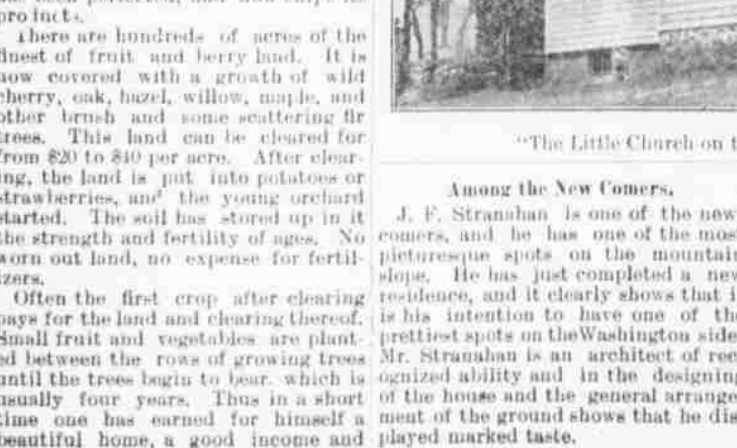 products.
There are hundreds of acres of the
finest of fruit and berry land. It is
now covered with a growth of wild
cherry, oak, hazel, willow, maple, and
other brush and some scattering fir
trees. This land can be cleared for
from $20 to $40 per acre. After clear-
ing, the land is put into potatoes or
strawberries, and the young orchard
started. The soil has stored up in it
the strength and fertility of ages. No
worn out land, no expense for fertil-
izers.
Often the first crop after clearing
pays for the land and clearing thereof.
Small fruit and vegetables are plant-
ed between the rows of growing trees
until the trees begin to bear, which is
usually four years. Thus in a short
time one has earned for himself a
beautiful home, a good income and
"The Little Church on t
Among the New Comers.
J. F. Stranahan is one of the new
comers, and he has one of the most
picturesque spots on the mountain
slope. He has just completed a new
residence, and it clearly shows that i
is his intention to have one of the
prettiest spots on theWashington side
Mr. Stranahan is an architect of rec
ognized ability and in the designing
of the house and the general arrange
ment of the ground shows that he dis
played marked taste.